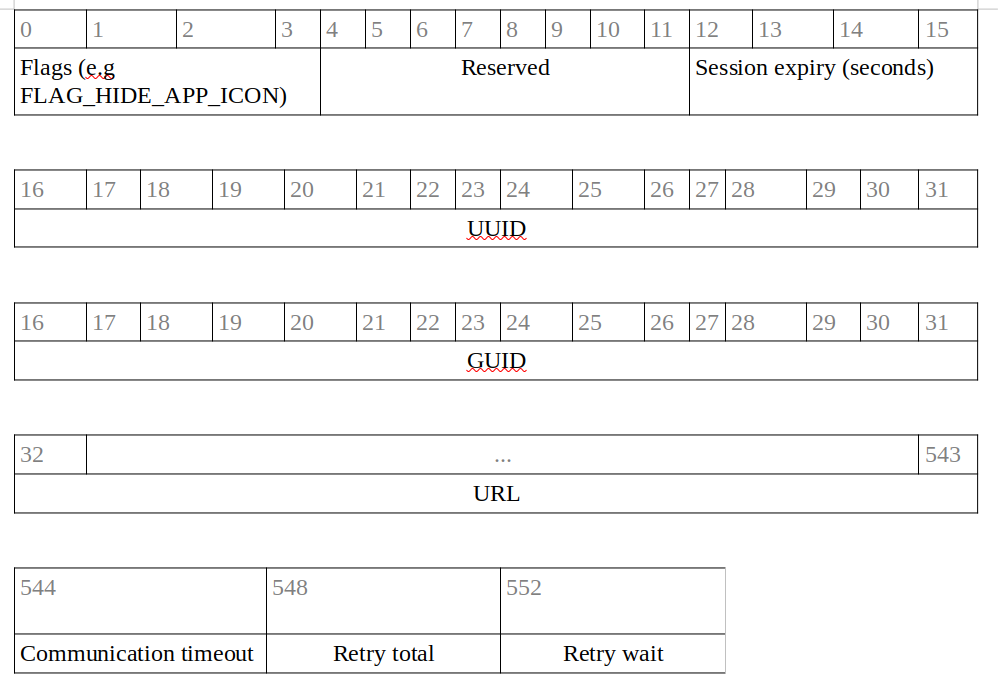 0 1 2 3 4 5 6 7 8 9 10 11 12 13 14 15
Flags (e.g Reserved Session expiry (seconds)
FLAG_HIDE_APP_ICON)
16 17 18 19 20 21 22 23 24 25 26 27 28 29 30 31
UUID
16 17 18 19 20 21 22 23 24 25 26 27 28 29 30 31
GUID
32 ... 543
URL
544 548 552
Communication timeout Retry total Retry wait